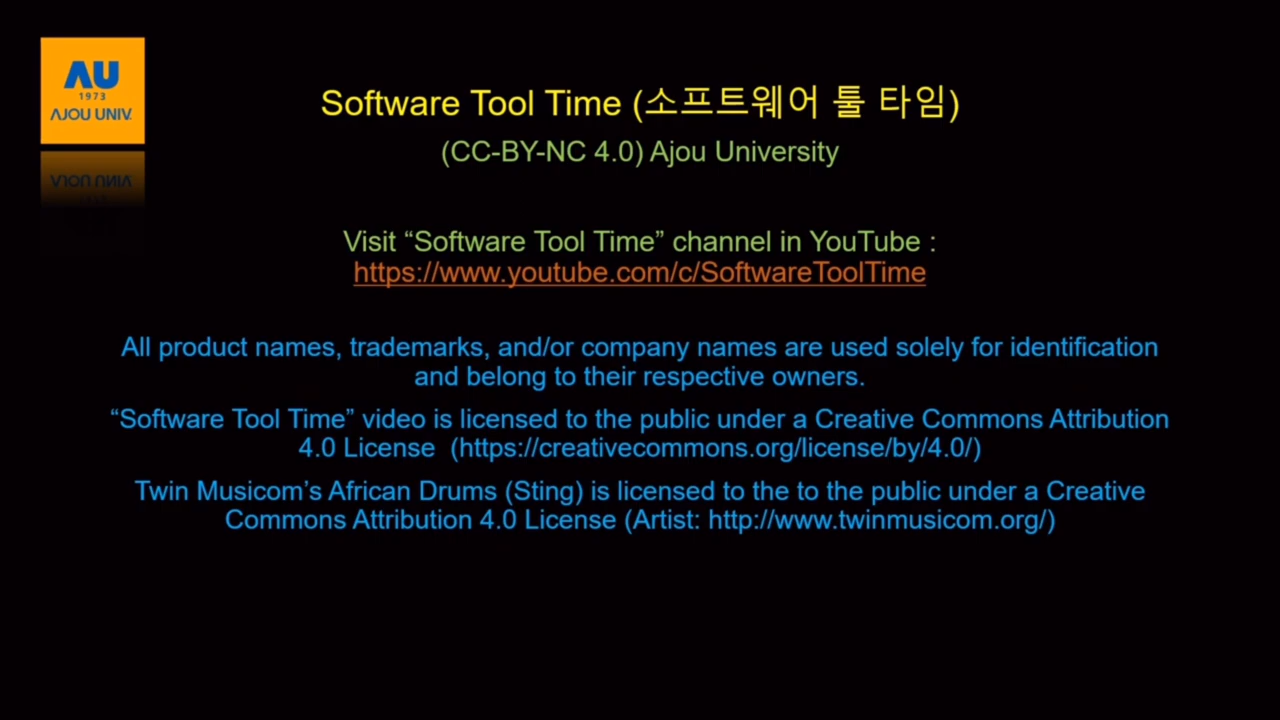 AU
1973
AJOU UNIV.
Software Tool Time (소프트웨어 툴 타임)
(CC-BY-NC 4.0) Ajou University
Visit “Software Tool Time” channel in YouTube :
https://www.youtube.com/c/SoftwareToolTime
All product names, trademarks, and/or company names are used solely for identification
and belong to their respective owners.
“Software Tool Time” video is licensed to the public under a Creative Commons Attribution
4.0 License  (https://creativecommons.org/license/by/4.0/)
Twin Musicom’s African Drums (Sting) is licensed to the to the public under a Creative
Commons Attribution 4.0 License (Artist: http://www.twinmusicom.org/)